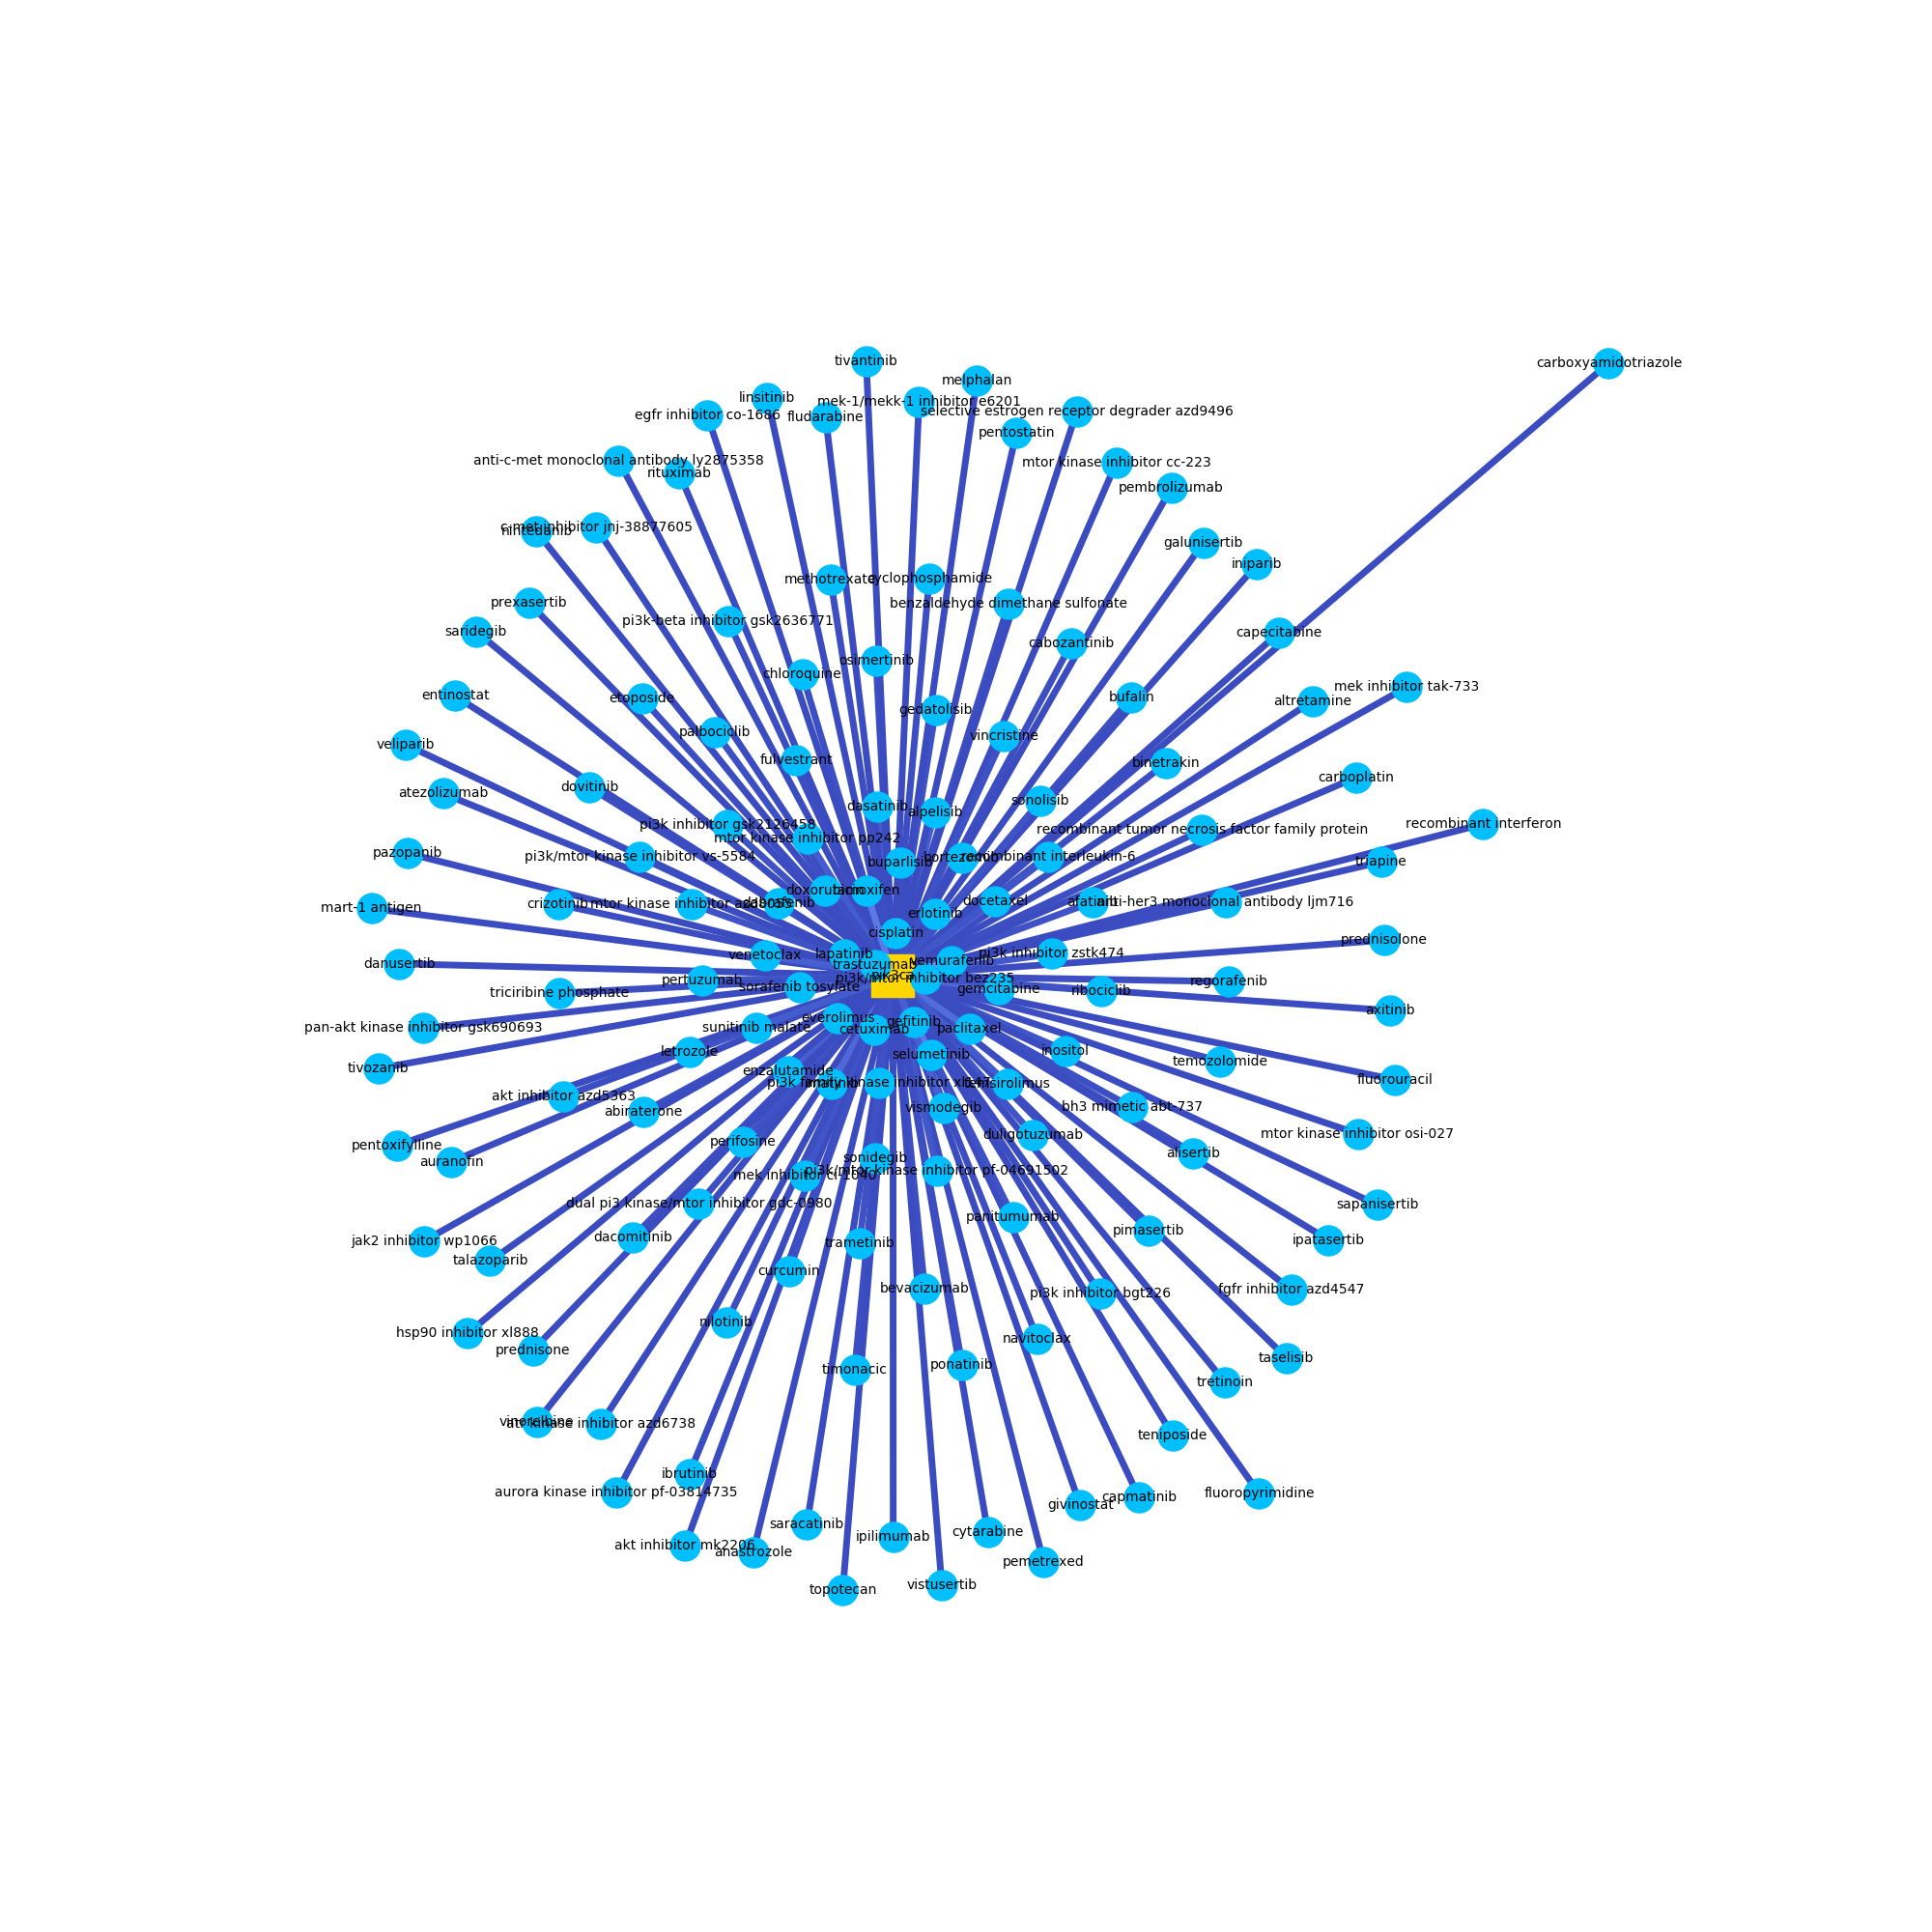 tivantinib
carboxyamidotriazole
melphalan
linsitinib
mek-1/mekk-1 inhibitor e6201
egfr inhibitor co-1686
fludarabine
selective estrogen receptor degrader azd9496
pentostatin
anti-c-met monoclonal antibody ly2875358
mtor kinase inhibitor cc-223
rituximab
pembrolizumab
c-met inhibitor jnj-38877605
nintedanib
galunisertib
iniparib
methotrexate
cyclophosphamide
prexasertib
benzaldehyde dimethane sulfonate
pi3k-beta inhibitor gsk2636771
saridegib
capecitabine
cabozantinib
osimertinib
chloroquine
mek inhibitor tak-733
entinostat
etoposide
bufalin
altretamine
gedatolisib
palbociclib
vincristine
veliparib
fulvestrant
binetrakin
carboplatin
dovitinib
atezolizumab
sonolisib
dasatinib
alpelisib
pi3k inhibitor gsk2126458
recombinant interferon
recombinant tumor necrosis factor family protein
mtor kinase inhibitor pp242
pazopanib
pi3k/mtor kinase inhibitor vs-5584
bortezomib
recombinant interleukin-6
buparlisib
triapine
doxorubicin
tamoxifen
docetaxel
afatinib
anti-her3 monoclonal antibody ljm716
crizotinib
mtor kinase inhibitor azd8055
dabrafenib
mart-1 antigen
erlotinib
cisplatin
prednisolone
lapatinib
venetoclax
pi3k inhibitor zstk474
vemurafenib
danusertib
trastuzumab
pik3ca
pi3k/mtor inhibitor bez235
pertuzumab
regorafenib
sorafenib tosylate
gemcitabine
ribociclib
triciribine phosphate
axitinib
everolimus
gefitinib
pan-akt kinase inhibitor gsk690693
sunitinib malate
cetuximab
paclitaxel
letrozole
inositol
selumetinib
temozolomide
tivozanib
enzalutamide
fluorouracil
pi3k family kinase inhibitor xl147
imatinib
temsirolimus
akt inhibitor azd5363
abiraterone
vismodegib
bh3 mimetic abt-737
duligotuzumab
mtor kinase inhibitor osi-027
perifosine
pentoxifylline
alisertib
sonidegib
auranofin
pi3k/mtor kinase inhibitor pf-04691502
mek inhibitor ci-1040
dual pi3 kinase/mtor inhibitor gdc-0980
sapanisertib
panitumumab
pimasertib
dacomitinib
jak2 inhibitor wp1066
ipatasertib
trametinib
talazoparib
curcumin
bevacizumab
fgfr inhibitor azd4547
pi3k inhibitor bgt226
nilotinib
hsp90 inhibitor xl888
navitoclax
prednisone
taselisib
ponatinib
timonacic
tretinoin
vinorelbine
atr kinase inhibitor azd6738
teniposide
ibrutinib
aurora kinase inhibitor pf-03814735
fluoropyrimidine
capmatinib
givinostat
saracatinib
cytarabine
ipilimumab
akt inhibitor mk2206
anastrozole
pemetrexed
vistusertib
topotecan